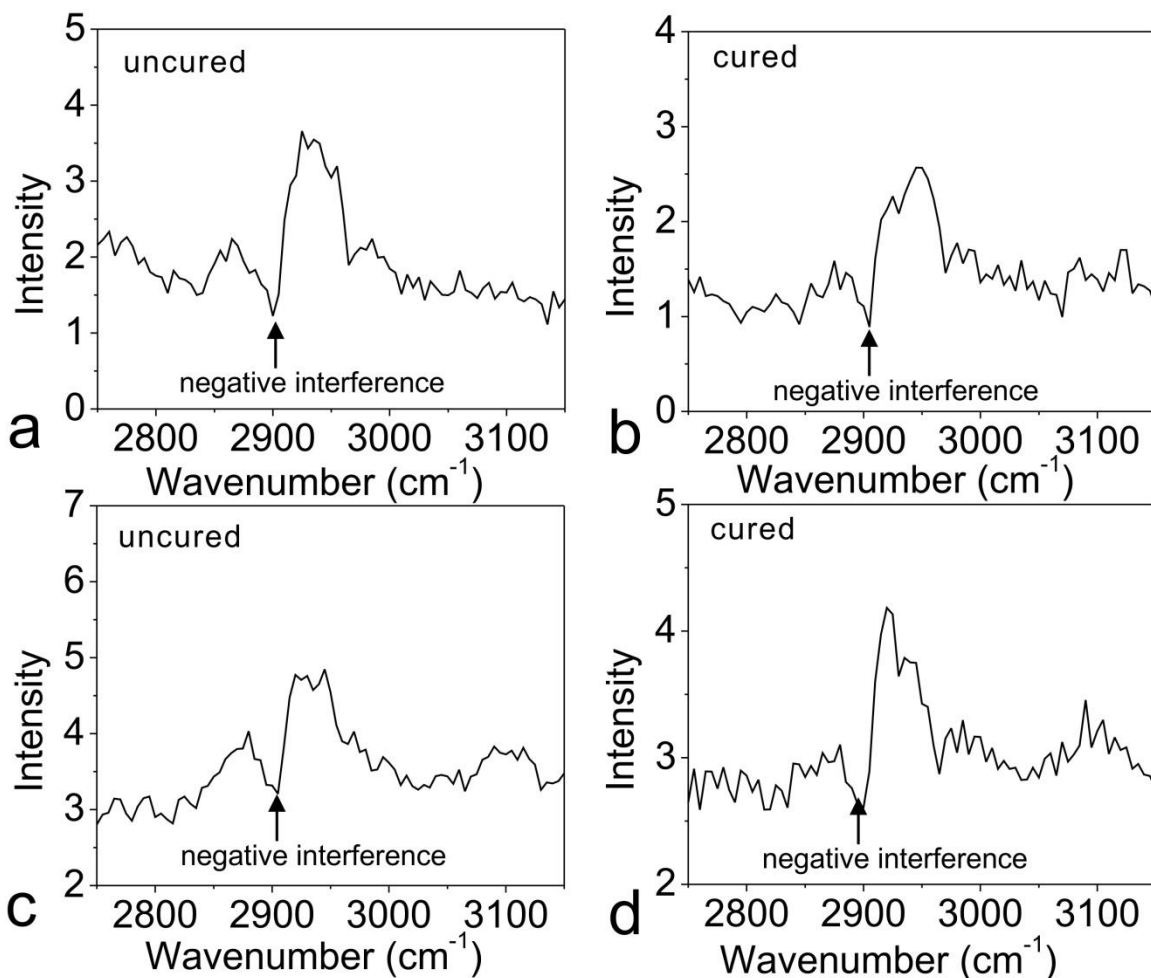 5
4
3
2
1
0
Intensity
uncured
negative interference
2800 2900 3000 3100
Wavenumber (cm-1)
a
4
3
2
1
0
Intensity
cured
negative interference
2800 2900 3000 3100
Wavenumber (cm-1)
b
7
6
5
4
3
2
Intensity
uncured
negative interference
2800 2900 3000 3100
Wavenumber (cm-1)
c
5
4
3
2
Intensity
cured
negative interference
2800 2900 3000 3100
Wavenumber (cm-1)
d